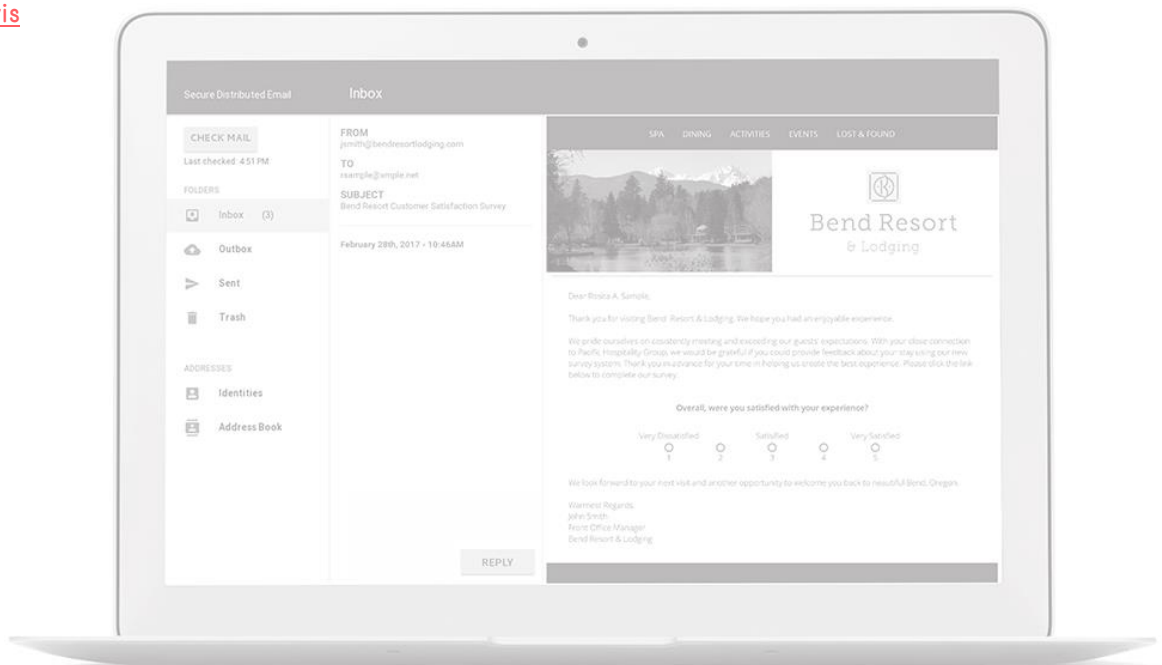 is
Secure Distributed Email
Inbox
CHECK MAIL
Last checked 4:51 PM
FOLDERS
Inbox (3)
Outbox
Sent
Trash
ADDRESSES
Identities
Address Book
FROM
jsmith@bendresortlodging.com
TO
rsample@xmple.net
SUBJECT
Bend Resort Customer Satisfaction Survey
February 28th, 2017 - 10:46AM
REPLY
SPA DINING ACTIVITIES EVENTS LOST & FOUND
Bend Resort
& Lodging
Dear Rosita A. Sample,
Thank you for visiting Bend Resort & Lodging. We hope you had an enjoyable experience.
We pride ourselves on consistently meeting and exceeding our guests' expectations. With your close connection
to Pacific Hospitality Group, we would be grateful if you could provide feedback about your stay using our new
survey system. Thank you in advance for your time in helping us create the best experience. Please click the link
below to complete our survey.
Overall, were you satisfied with your experience?
Very Dissatisfied Satisfied Very Satisfied
1 2 3 4 5
We look forward to your next visit and another opportunity to welcome you back to beautiful Bend, Oregon.
Warmest Regards,
John Smith
Front Office Manager
Bend Resort & Lodging